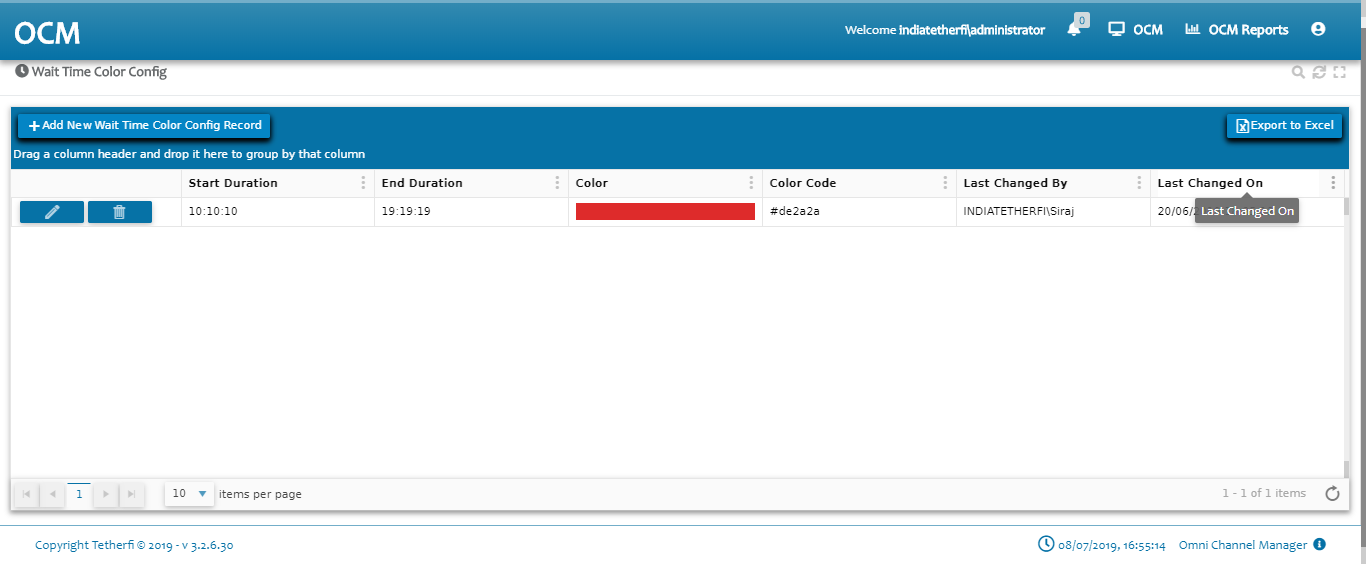 OCM
Welcome indiatetherfi\administrator
0
OCM
OCM Reports
Wait Time Color Config
Add New Wait Time Color Config Record
Export to Excel
Drag a column header and drop it here to group by that column
Start Duration End Duration Color Color Code Last Changed By Last Changed On
10:10:10 19:19:19 #de2a2a INDIATETHERFI\Siraj 20/06/
Last Changed On
1 10 items per page 1 - 1 of 1 items
Copyright Tetherfi © 2019 - v 3.2.6.30 08/07/2019, 16:55:14 Omni Channel Manager